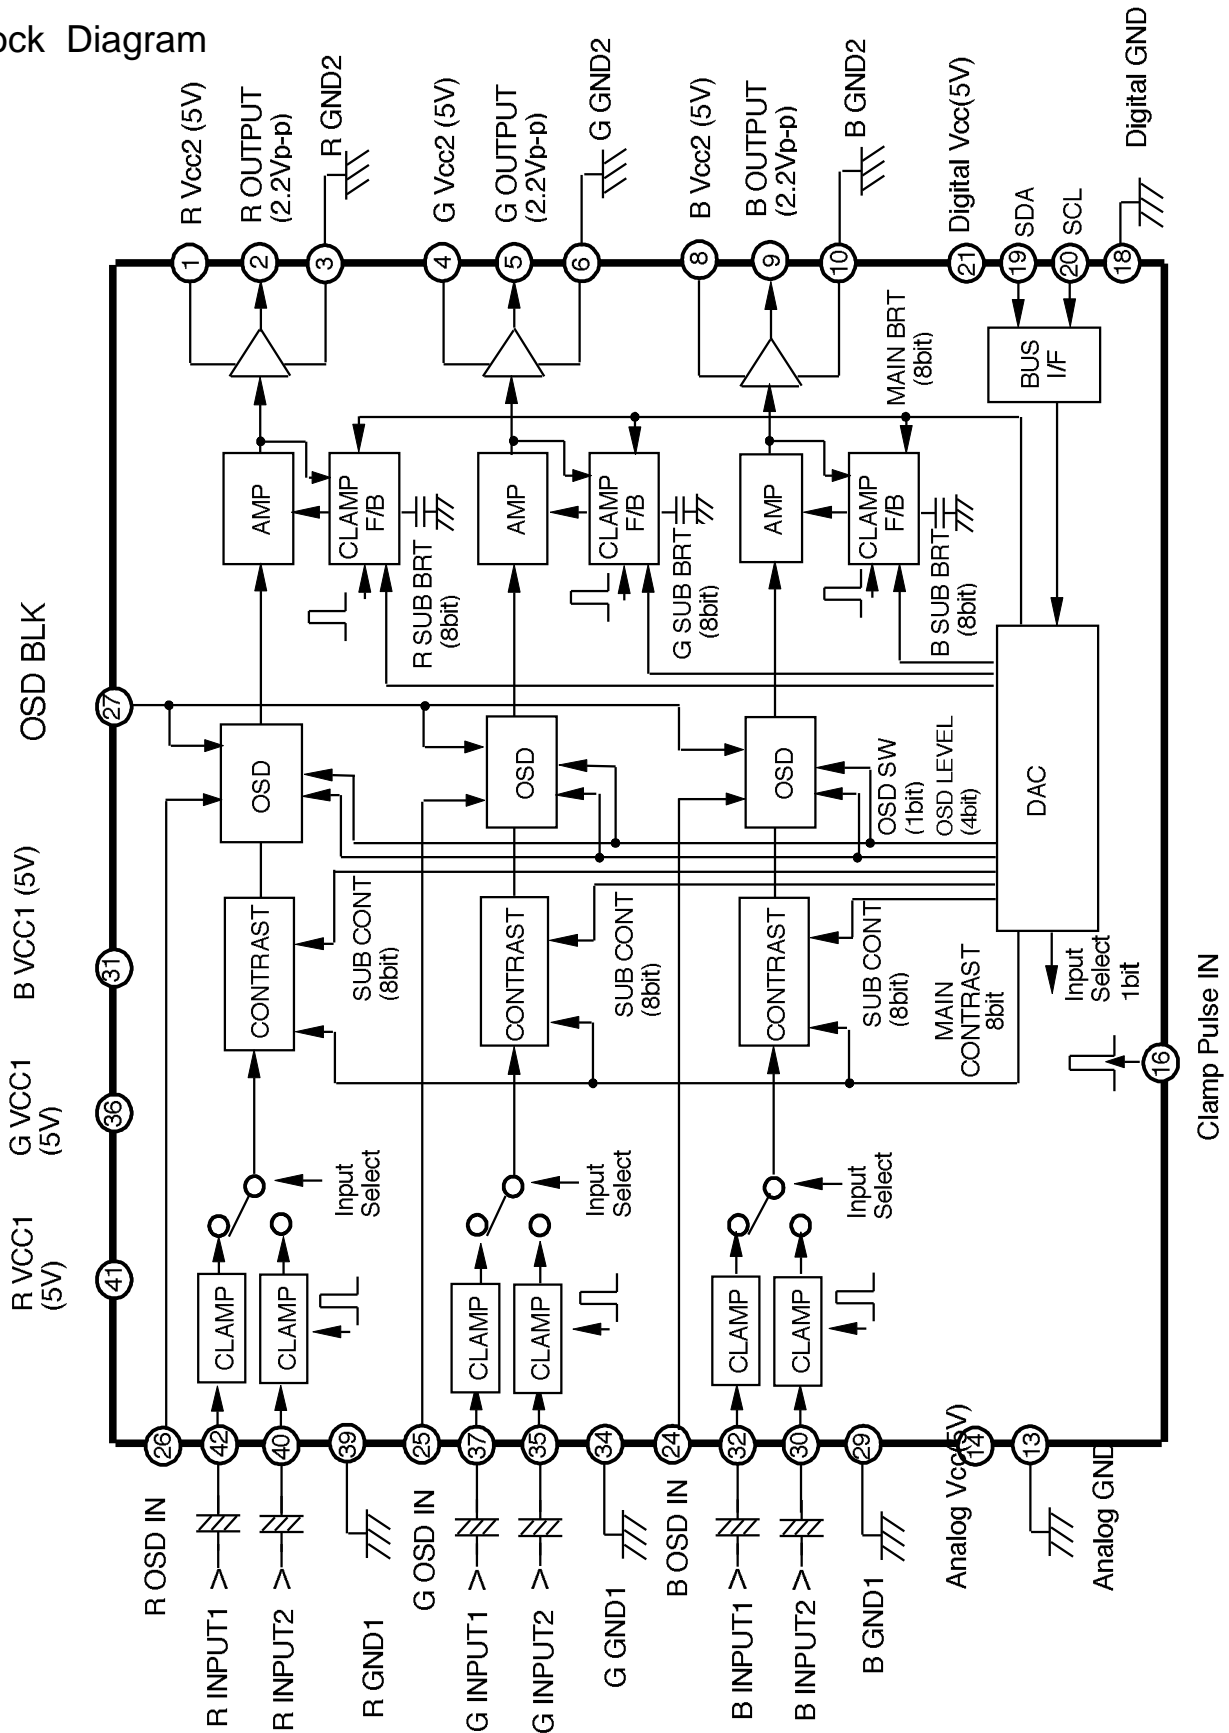 ock Diagram
OSD BLK
B VCC1 (5V)
G VCC1
(5V)
R VCC1
(5V)
27
31
36
41
R Vcc2 (5V)
R OUTPUT
(2.2Vp-p)
R GND2
G Vcc2 (5V)
G OUTPUT
(2.2Vp-p)
G GND2
B Vcc2 (5V)
B OUTPUT
(2.2Vp-p)
B GND2
Digital Vcc(5V)
SDA
SCL
Digital GND
1
2
3
4
5
6
8
9
10
21
19
20
18
AMP
CLAMP
F/B
R SUB BRT
(8bit)
AMP
CLAMP
F/B
G SUB BRT
(8bit)
AMP
CLAMP
F/B
B SUB BRT
(8bit)
MAIN BRT
(8bit)
BUS
I/F
OSD
OSD
OSD
OSD SW
(1bit)
OSD LEVEL
(4bit)
DAC
CONTRAST
SUB CONT
(8bit)
CONTRAST
SUB CONT
(8bit)
CONTRAST
SUB CONT
(8bit)
MAIN
CONTRAST
8bit
Input
Select
1bit
Input
Select
Input
Select
Input
Select
CLAMP
CLAMP
CLAMP
CLAMP
CLAMP
CLAMP
16
Clamp Pulse IN
26
42
40
39
25
37
35
34
24
32
30
29
14
13
R OSD IN
R INPUT1
R INPUT2
R GND1
G OSD IN
G INPUT1
G INPUT2
G GND1
B OSD IN
B INPUT1
B INPUT2
B GND1
Analog Vcc(5V)
Analog GND